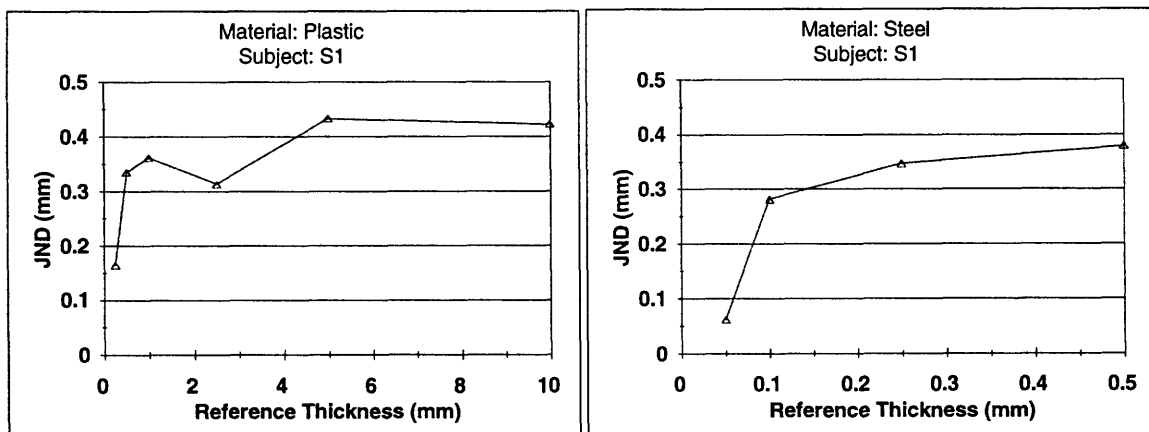 Material: Plastic
Subject: S1
0.5
0.4
0.3
0.2
0.1
0
JND (mm)
0 2 4 6 8 10
Reference Thickness (mm)
Material: Steel
Subject: S1
0.5
0.4
0.3
0.2
0.1
0
JND (mm)
0 0.1 0.2 0.3 0.4 0.5
Reference Thickness (mm)